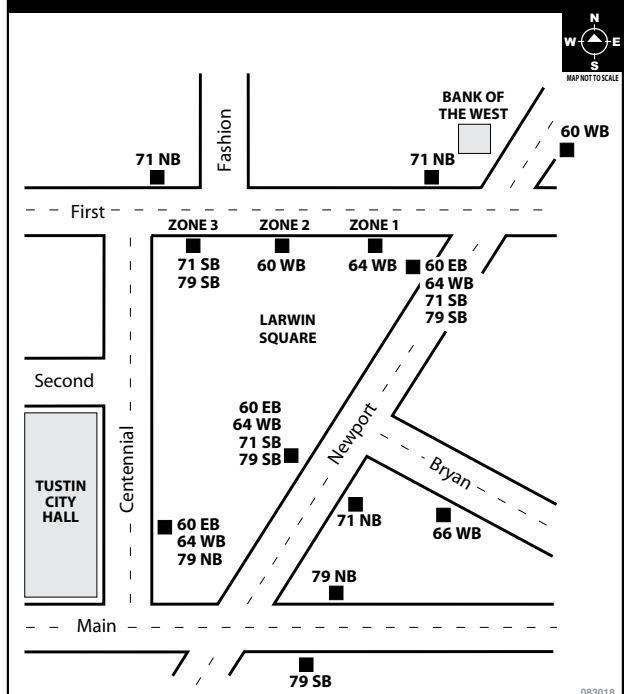 N
W E
S
MAP NOT TO SCALE
BANK OF
THE WEST
Fashion
60 WB
71 NB
71 NB
First
ZONE 3
ZONE 2
ZONE 1
71 SB
79 SB
60 WB
64 WB
60 EB
64 WB
71 SB
79 SB
LARWIN
SQUARE
Second
60 EB
64 WB
71 SB
79 SB
Newport
Bryan
Centennial
TUSTIN
CITY
HALL
60 EB
64 WB
79 NB
71 NB
66 WB
79 NB
Main
79 SB
083018